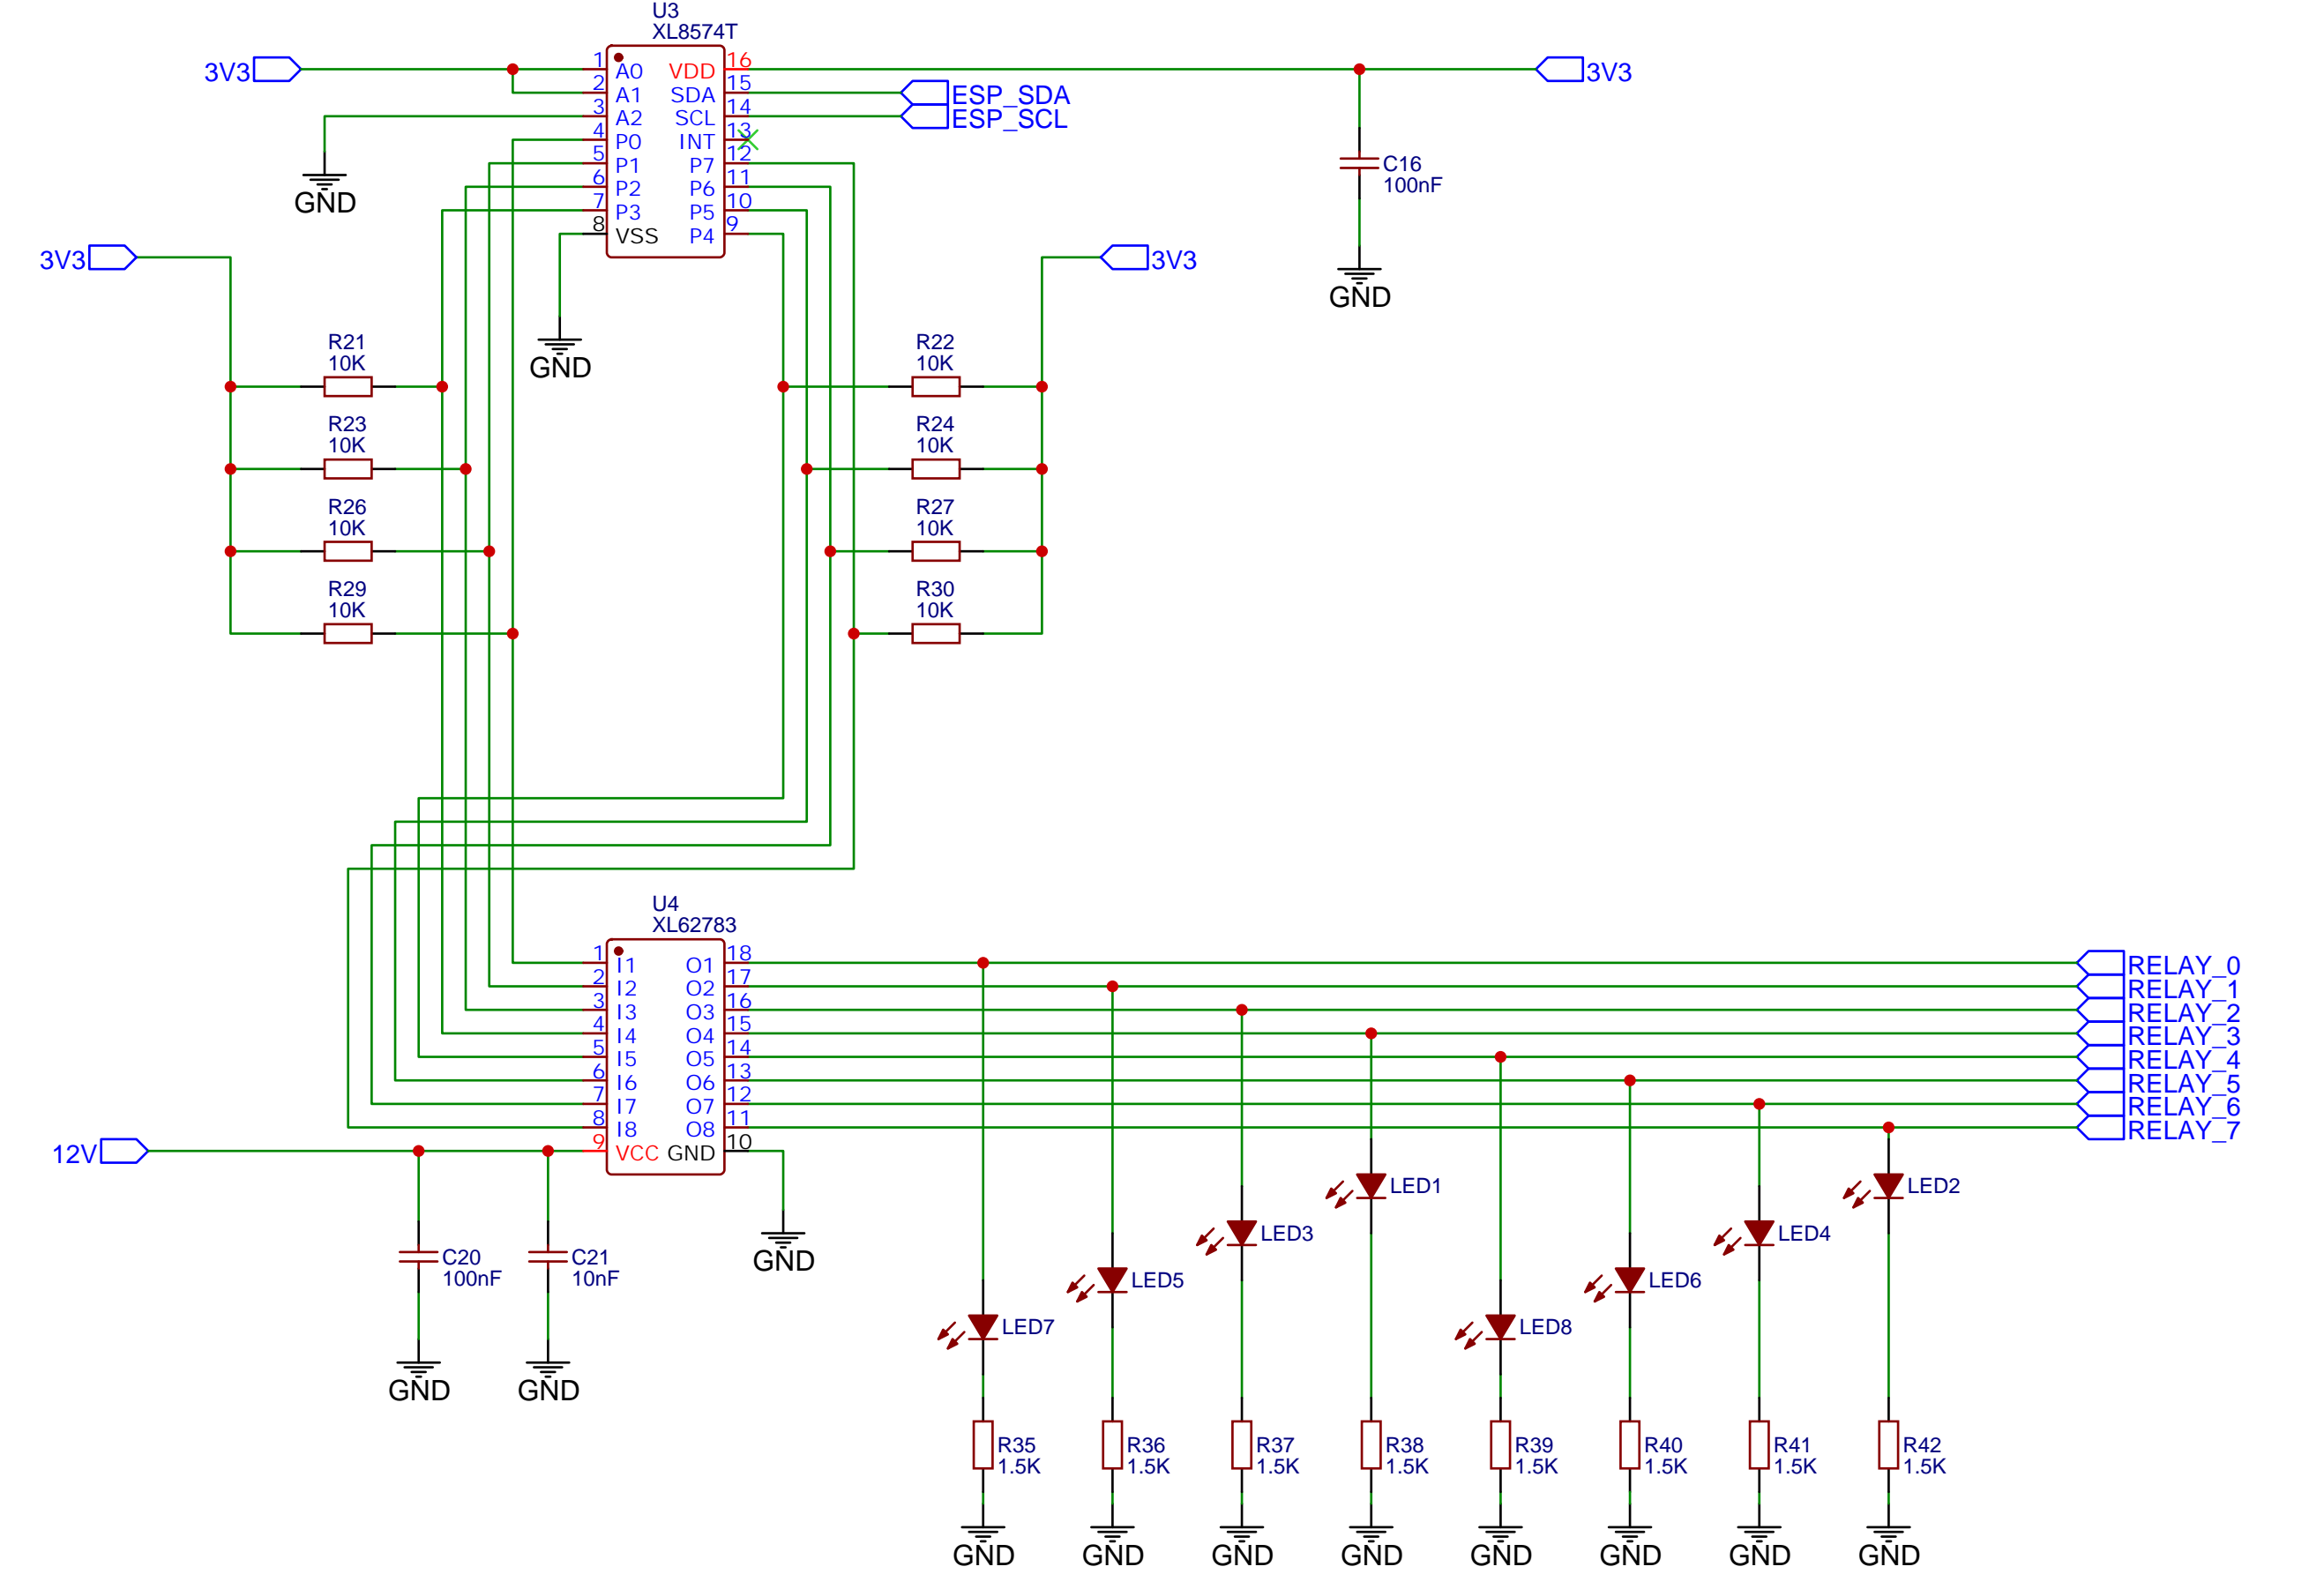 U3
XL8574T
3V3
1
2
3
4
5
6
7
8
A0
A1
A2
P0
P1
P2
P3
VSS
VDD
SDA
SCL
INT
P7
P6
P5
P4
16
15
14
13
12
11
10
9
ESP_SDA
ESP_SCL
3V3
C16
100nF
GND
GND
GND
3V3
3V3
R21
10K
R23
10K
R26
10K
R29
10K
R22
10K
R24
10K
R27
10K
R30
10K
U4
XL62783
1
2
3
4
5
6
7
8
9
I1
I2
I3
I4
I5
I6
I7
I8
VCC
O1
O2
O3
O4
O5
O6
O7
O8
GND
18
17
16
15
14
13
12
11
10
RELAY_0
RELAY_1
RELAY_2
RELAY_3
RELAY_4
RELAY_5
RELAY_6
RELAY_7
12V
C20
100nF
C21
10nF
GND
GND
GND
LED7
LED5
LED3
LED1
LED8
LED6
LED4
LED2
R35
1.5K
R36
1.5K
R37
1.5K
R38
1.5K
R39
1.5K
R40
1.5K
R41
1.5K
R42
1.5K
GND
GND
GND
GND
GND
GND
GND
GND